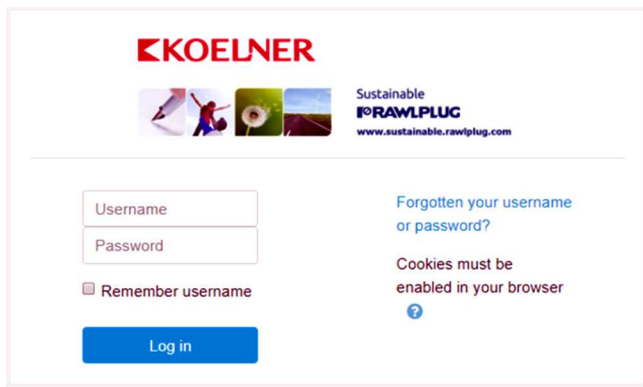 KOELNER
Sustainable
RAWLPLUG
www.sustainable.rawlplug.com
Username
Password
Remember username
Log in
Forgotten your username
or password?
Cookies must be
enabled in your browser
?